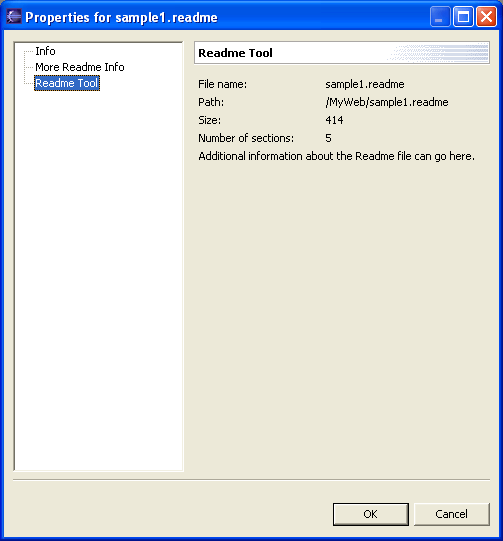 Properties for sample1.readme
Info
More Readme Info
Readme Tool
Readme Tool
File name: sample1.readme
Path: /MyWeb/sample1.readme
Size: 414
Number of sections: 5
Additional information about the Readme file can go here.
OK Cancel